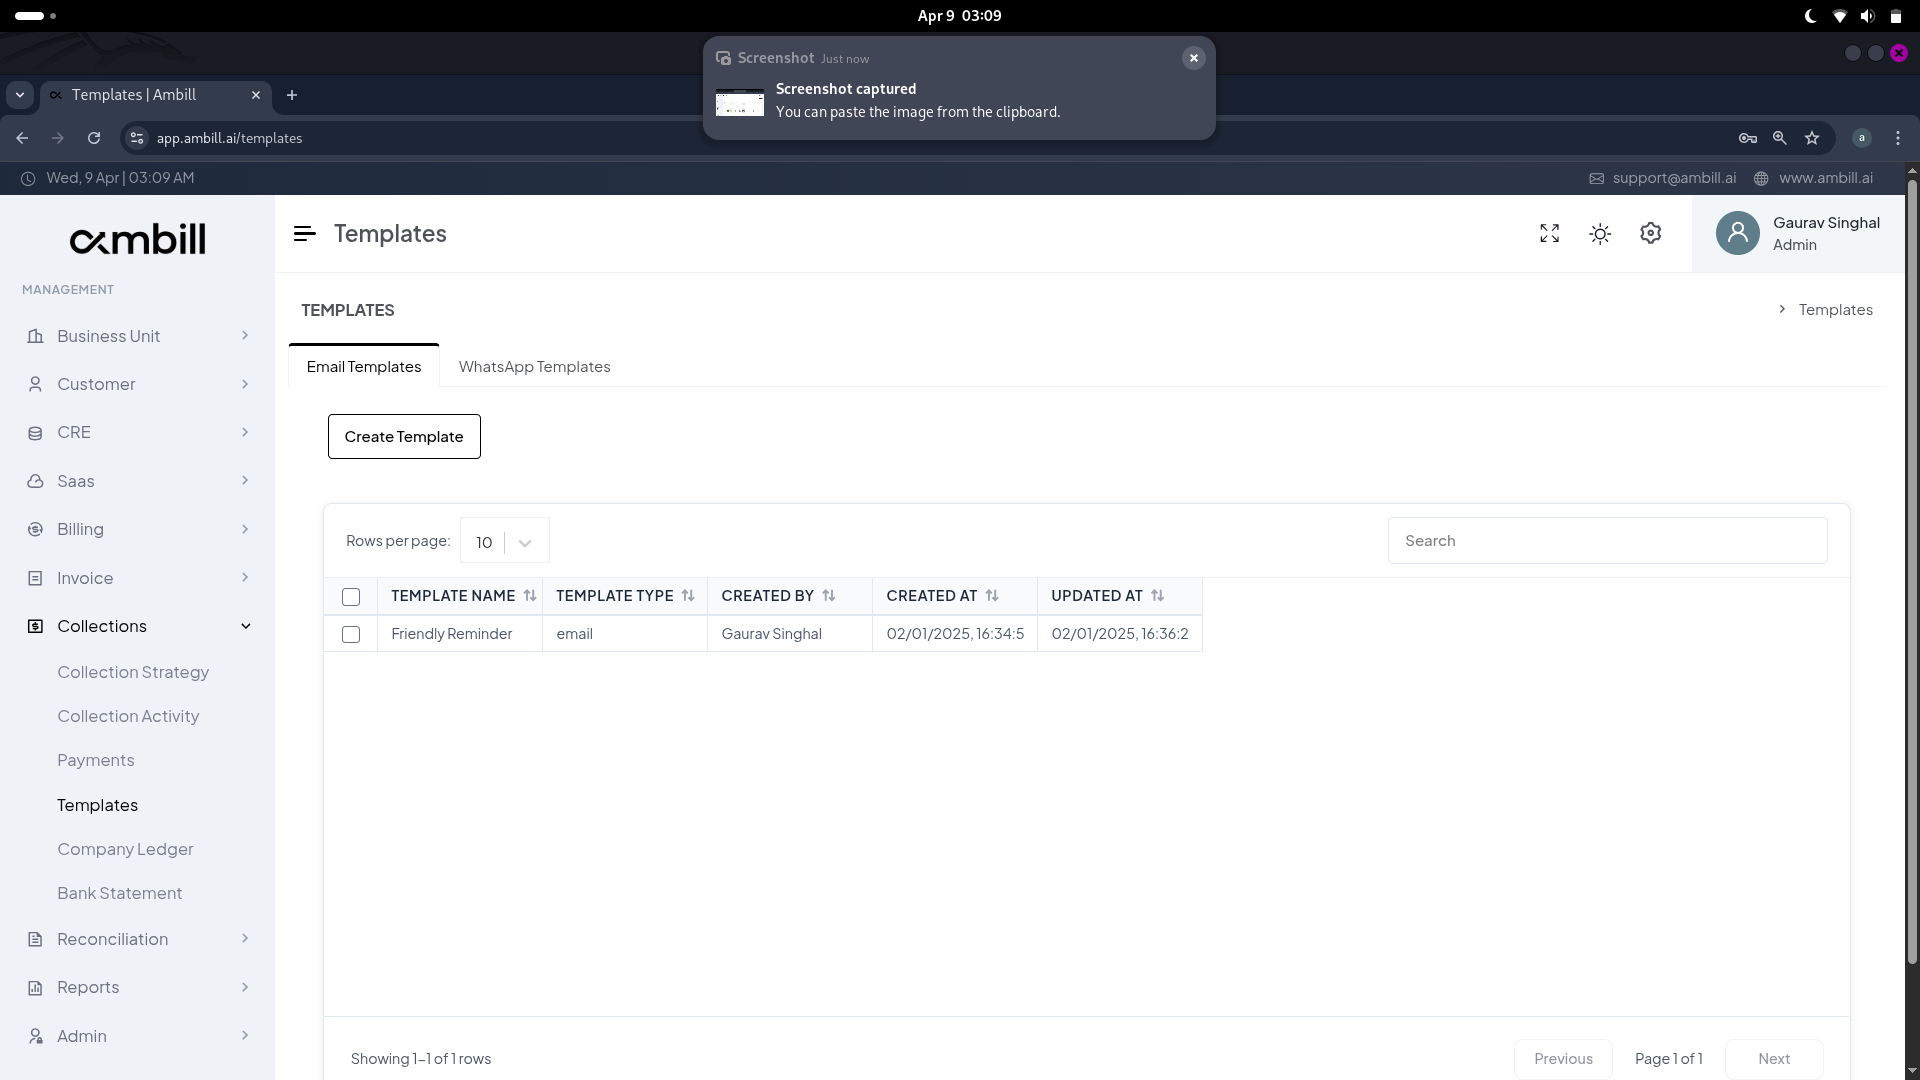 Apr 9 03:09
Screenshot Just now
Screenshot captured
You can paste the image from the clipboard.
Templates | Ambill
app.ambill.ai/templates
a
Wed, 9 Apr | 03:09 AM
support@ambill.ai
www.ambill.ai
ambill
Templates
Gaurav Singhal
Admin
MANAGEMENT
Business Unit
Customer
CRE
Saas
Billing
Invoice
Collections
Collection Strategy
Collection Activity
Payments
Templates
Company Ledger
Bank Statement
Reconciliation
Reports
Admin
TEMPLATES
Templates
Email Templates
WhatsApp Templates
Create Template
Rows per page: 10
Search
TEMPLATE NAME TEMPLATE TYPE CREATED BY CREATED AT UPDATED AT
Friendly Reminder email Gaurav Singhal 02/01/2025, 16:34:5 02/01/2025, 16:36:2
Showing 1–1 of 1 rows
Previous Page 1 of 1 Next